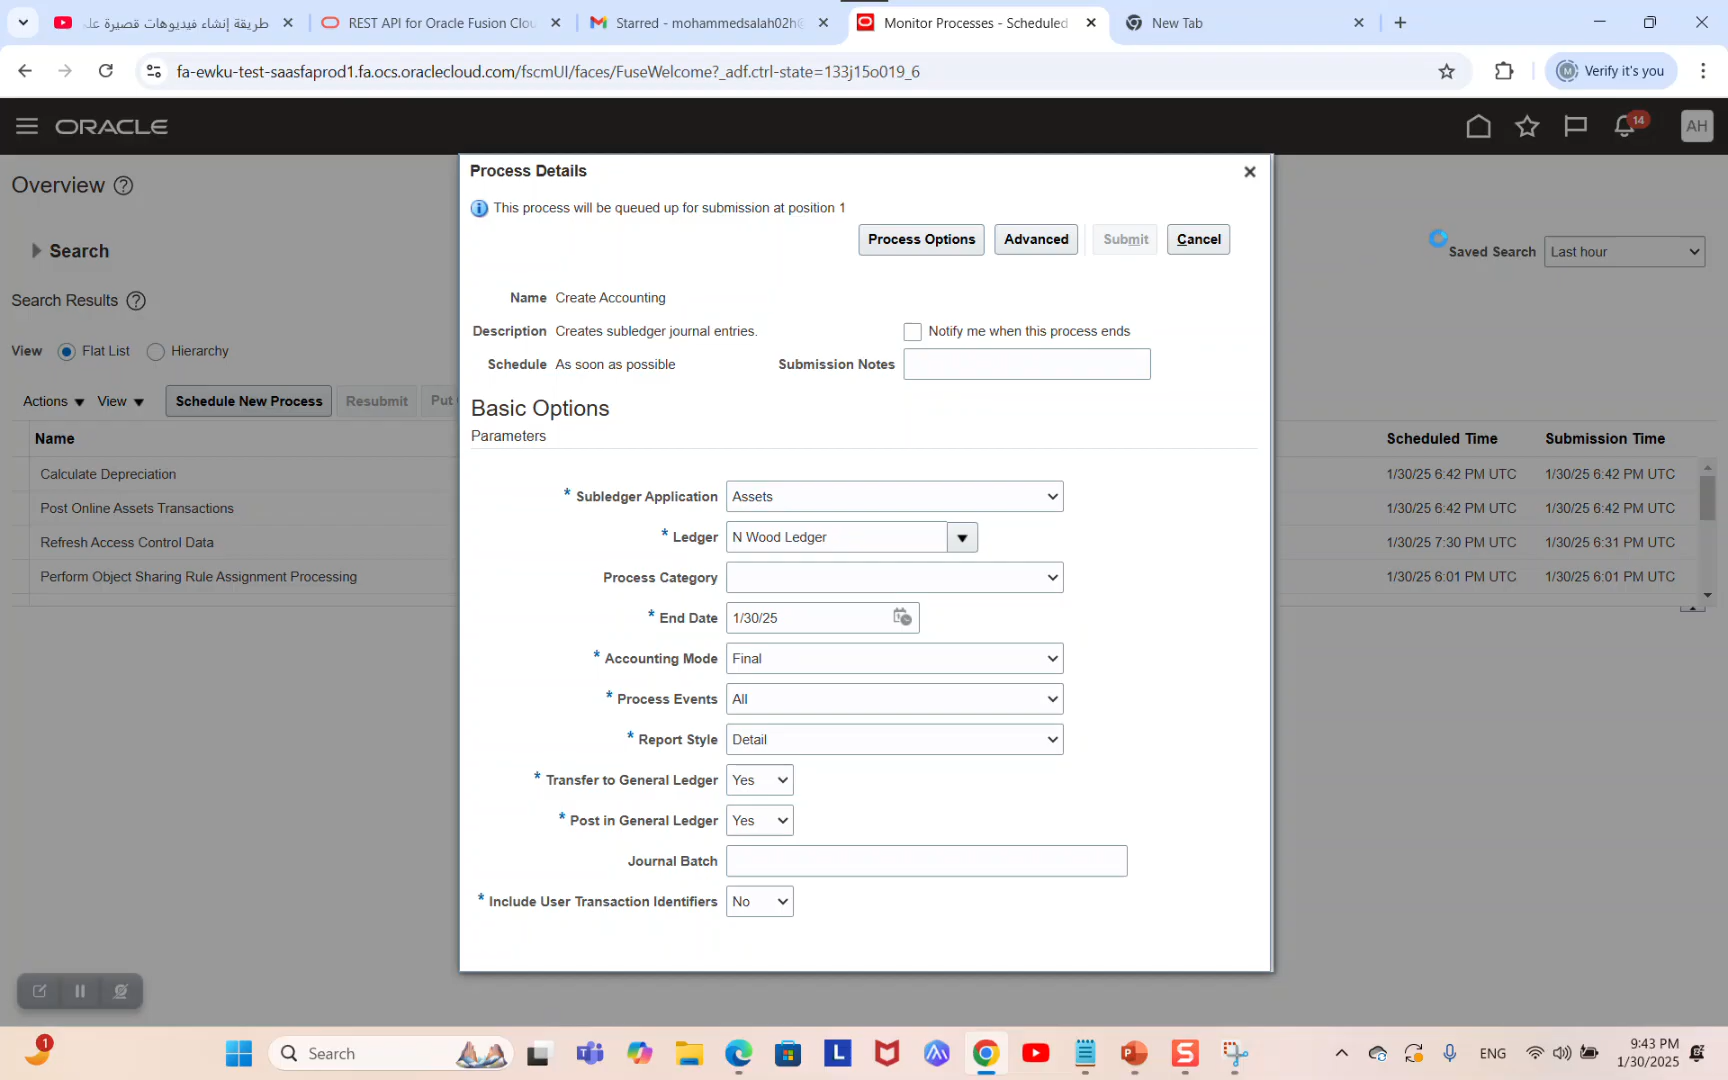 طريقة إنشاء فيديوهات قصيرة عل
REST API for Oracle Fusion Clou
Starred - mohammedsalah02h@
Monitor Processes - Scheduled
New Tab
fa-ewku-test-saasfaprod1.fa.ocs.oraclecloud.com/fscmUI/faces/FuseWelcome?_adf.ctrl-state=133j15o019_6
Verify it's you
ORACLE
14
AH
Overview
Search
Saved Search Last hour
Search Results
View Flat List Hierarchy
Actions View Schedule New Process Resubmit Put
Name Scheduled Time Submission Time
Calculate Depreciation 1/30/25 6:42 PM UTC 1/30/25 6:42 PM UTC
Post Online Assets Transactions 1/30/25 6:42 PM UTC 1/30/25 6:42 PM UTC
Refresh Access Control Data 1/30/25 7:30 PM UTC 1/30/25 6:31 PM UTC
Perform Object Sharing Rule Assignment Processing 1/30/25 6:01 PM UTC 1/30/25 6:01 PM UTC
Process Details
This process will be queued up for submission at position 1
Process Options Advanced Submit Cancel
Name Create Accounting
Description Creates subledger journal entries. Notify me when this process ends
Schedule As soon as possible Submission Notes
Basic Options
Parameters
* Subledger Application Assets
* Ledger N Wood Ledger
Process Category
* End Date 1/30/25
* Accounting Mode Final
* Process Events All
* Report Style Detail
* Transfer to General Ledger Yes
* Post in General Ledger Yes
Journal Batch
* Include User Transaction Identifiers No
1
Search
ENG
9:43 PM
1/30/2025